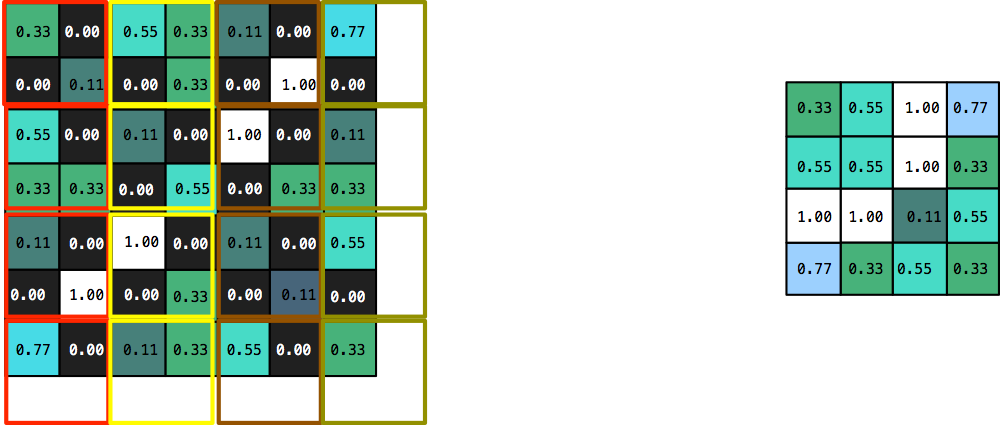 0.33 0.00 0.55 0.33 0.11 0.00 0.77
0.00 0.11 0.00 0.33 0.00 1.00 0.00
0.55 0.00 0.11 0.00 1.00 0.00 0.11
0.33 0.33 0.00 0.55 0.00 0.33 0.33
0.11 0.00 1.00 0.00 0.11 0.00 0.55
0.00 1.00 0.00 0.33 0.00 0.11 0.00
0.77 0.00 0.11 0.33 0.55 0.00 0.33
0.33 0.55 1.00 0.77
0.55 0.55 1.00 0.33
1.00 1.00 0.11 0.55
0.77 0.33 0.55 0.33